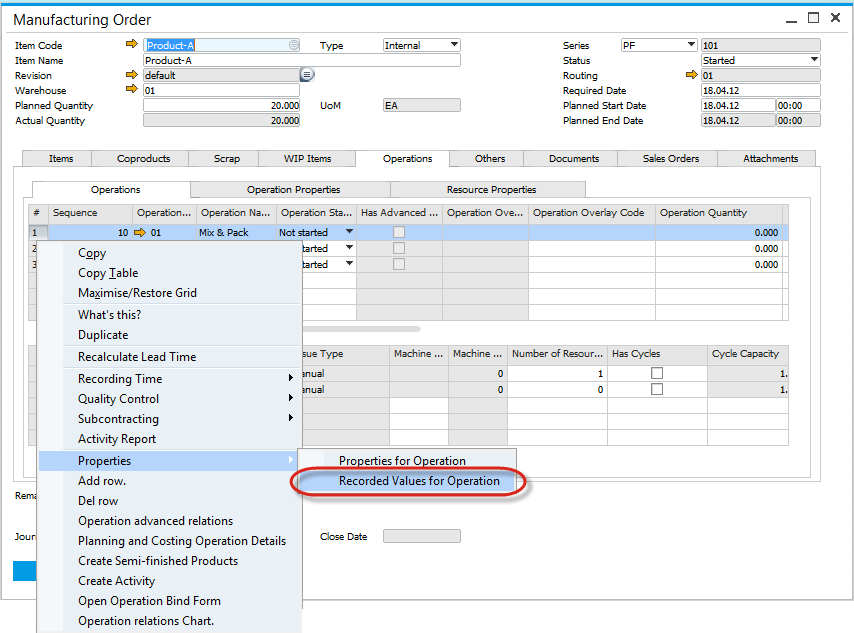 Manufacturing Order
Item Code Product-A Type Internal Series PF 101
Item Name Product-A Status Started
Revision default Routing 01
Warehouse 01 Required Date 18.04.12
Planned Quantity 20.000 UoM EA Planned Start Date 18.04.12 00:00
Actual Quantity 20.000 Planned End Date 18.04.12 00:00
Items Coproducts Scrap WIP Items Operations Others Documents Sales Orders Attachments
Operations Operation Properties Resource Properties
# Sequence Operation... Operation Na... Operation Sta... Has Advanced ... Operation Ove... Operation Overlay Code Operation Quantity
1 10 01 Mix & Pack Not started 0.000
2 tarted 0.000
3 tarted 0.000
sue Type Machine ... Machine ... Number of Resour... Has Cycles Cycle Capacity
anual 0 1 1.
anual 0 0 1.
Rema
Jour Close Date
Copy
Copy Table
Maximise/Restore Grid
What's this?
Duplicate
Recalculate Lead Time
Recording Time
Quality Control
Subcontracting
Activity Report
Properties
Add row.
Del row
Operation advanced relations
Planning and Costing Operation Details
Create Semi-finished Products
Create Activity
Open Operation Bind Form
Operation relations Chart.
Properties for Operation
Recorded Values for Operation